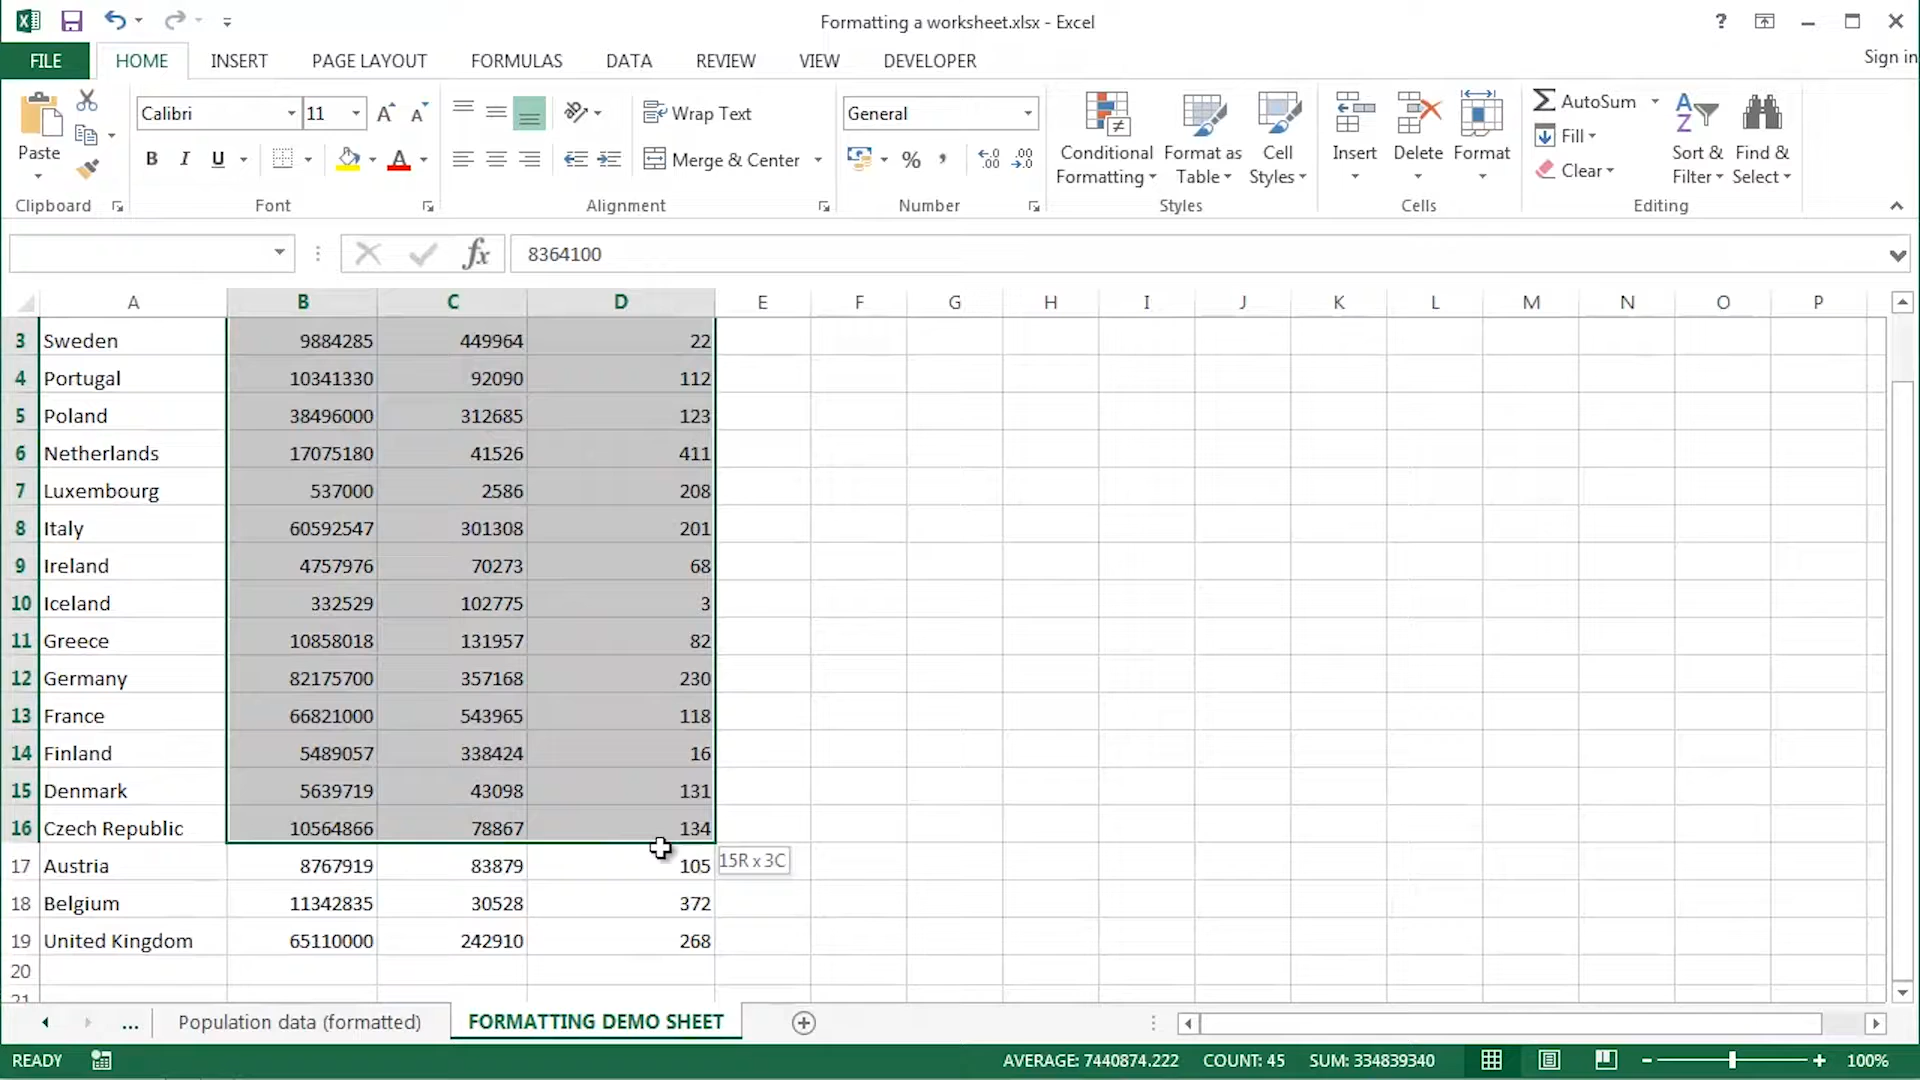 Formatting a worksheet.xlsx - Excel
?
FILE HOME INSERT PAGE LAYOUT FORMULAS DATA REVIEW VIEW DEVELOPER
Sign in
Paste
Clipboard
Calibri 11
B I U A
Font
Wrap Text
Merge & Center
Alignment
General
% ,
Number
Conditional Formatting
Format as Table
Cell Styles
Styles
Insert Delete Format
Cells
AutoSum
Fill
Clear
Sort & Filter
Find & Select
Editing
fx 8364100
A B C D E F G H I J K L M N O P
3 Sweden 9884285 449964 22
4 Portugal 10341330 92090 112
5 Poland 38496000 312685 123
6 Netherlands 17075180 41526 411
7 Luxembourg 537000 2586 208
8 Italy 60592547 301308 201
9 Ireland 4757976 70273 68
10 Iceland 332529 102775 3
11 Greece 10858018 131957 82
12 Germany 82175700 357168 230
13 France 66821000 543965 118
14 Finland 5489057 338424 16
15 Denmark 5639719 43098 131
16 Czech Republic 10564866 78867 134
17 Austria 8767919 83879 105 15R x 3C
18 Belgium 11342835 30528 372
19 United Kingdom 65110000 242910 268
20
21
... Population data (formatted) FORMATTING DEMO SHEET
READY AVERAGE: 7440874.222 COUNT: 45 SUM: 334839340 100%